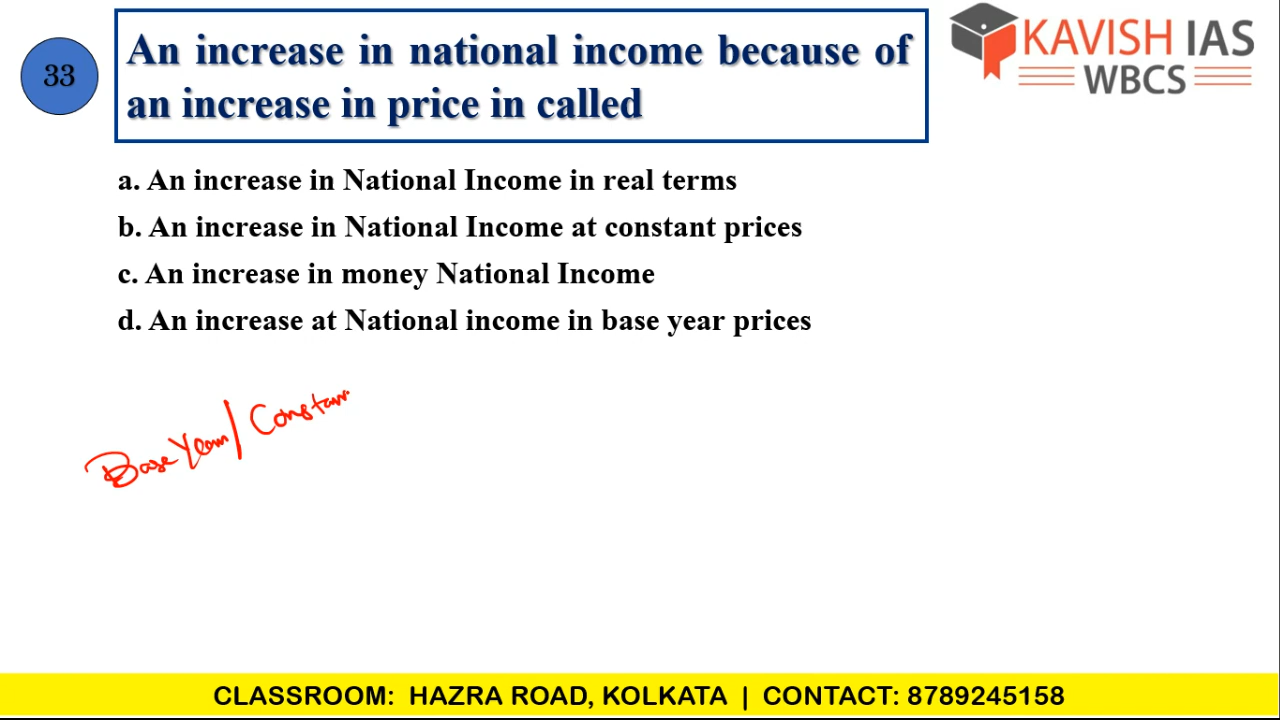 33
An increase in national income because of
an increase in price in called
KAVISH IAS
WBCS
a. An increase in National Income in real terms
b. An increase in National Income at constant prices
c. An increase in money National Income
d. An increase at National income in base year prices
Base Year/ Constan
CLASSROOM: HAZRA ROAD, KOLKATA | CONTACT: 8789245158